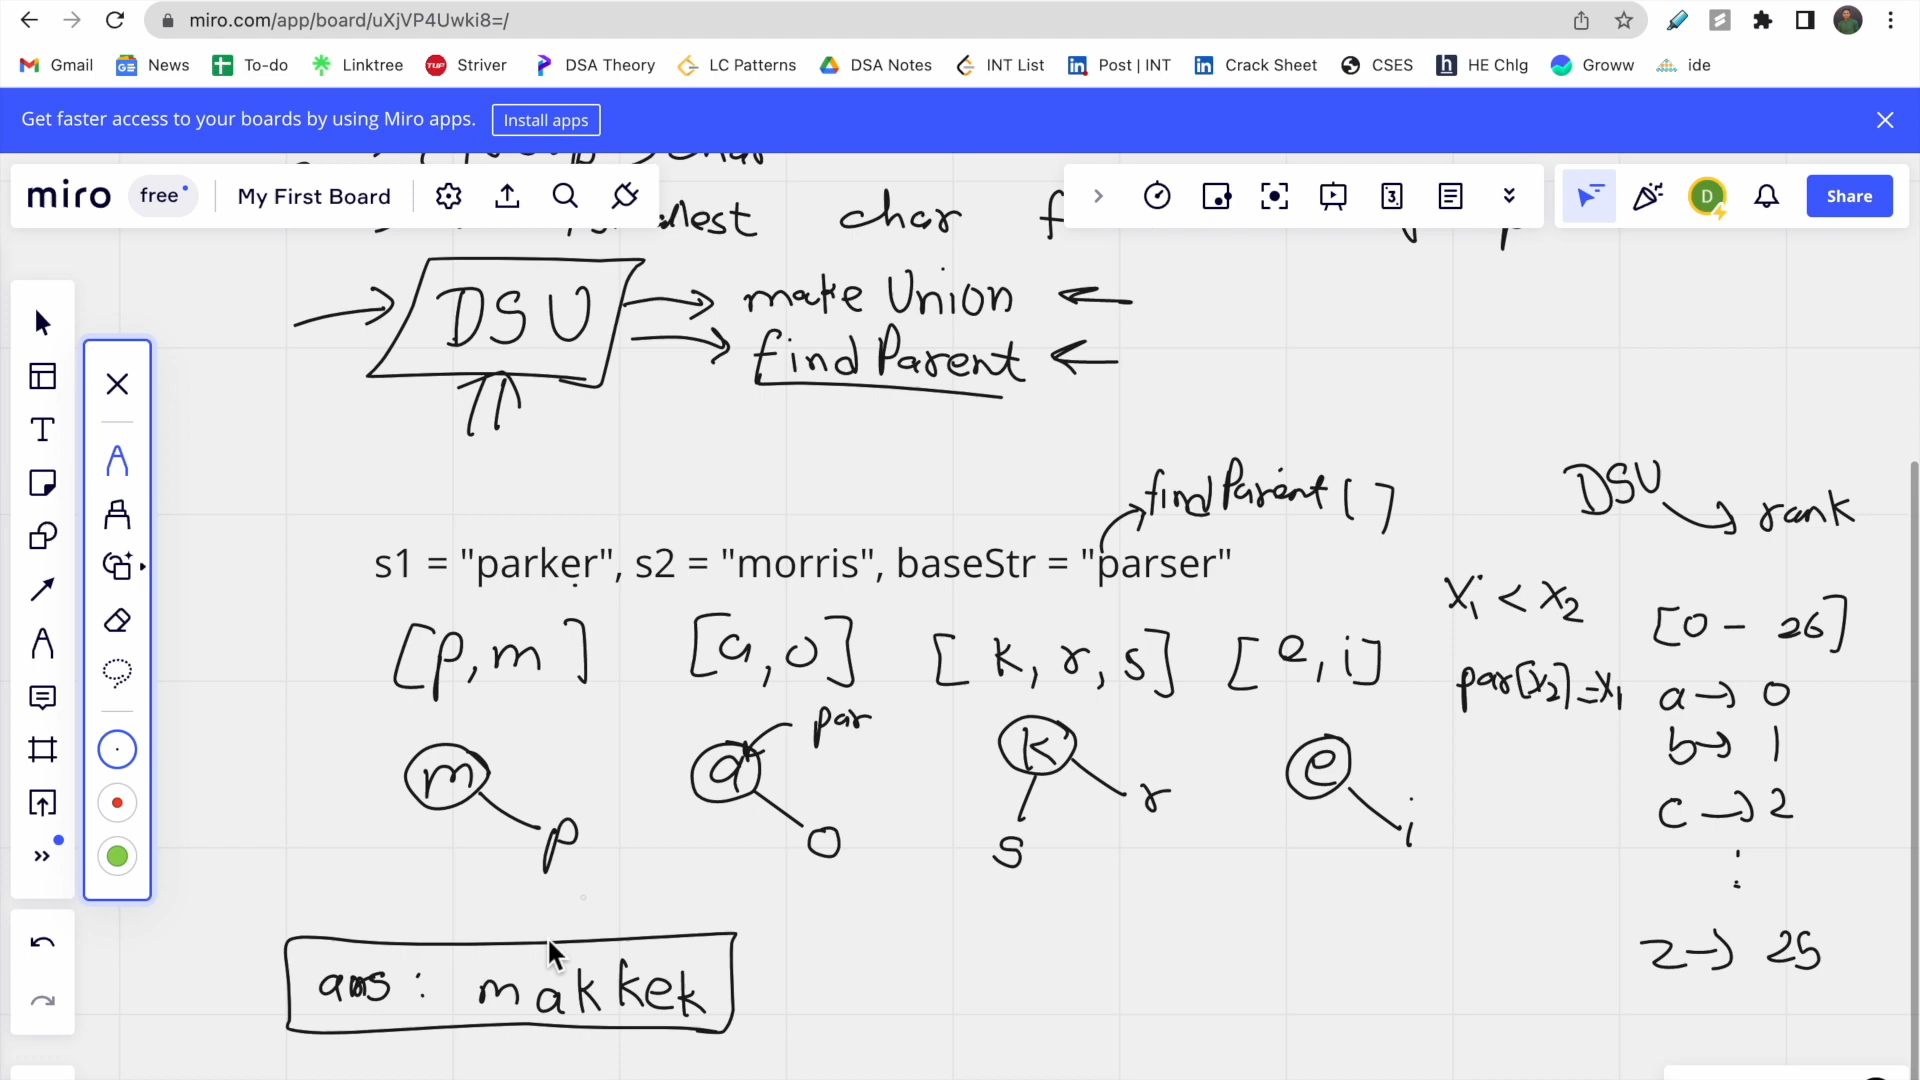 miro.com/app/board/uXjVP4Uwki8=/
Gmail News To-do Linktree Striver DSA Theory LC Patterns DSA Notes INT List Post | INT Crack Sheet CSES HE Chlg Groww ide
Get faster access to your boards by using Miro apps. Install apps
miro free My First Board 3 D Share
char
char f
DSU
make Union
find Parent
findParent ( )
DSU
rank
s1 = "parker", s2 = "morris", baseStr = "parser"
x1 < x2
[0 - 26]
[p, m] [a, o] [k, r, s] [e, i]
par[x2]=x1
a → 0
par
b → 1
m a k e
c → 2
p o s r i
:
z → 25
ans : makkek